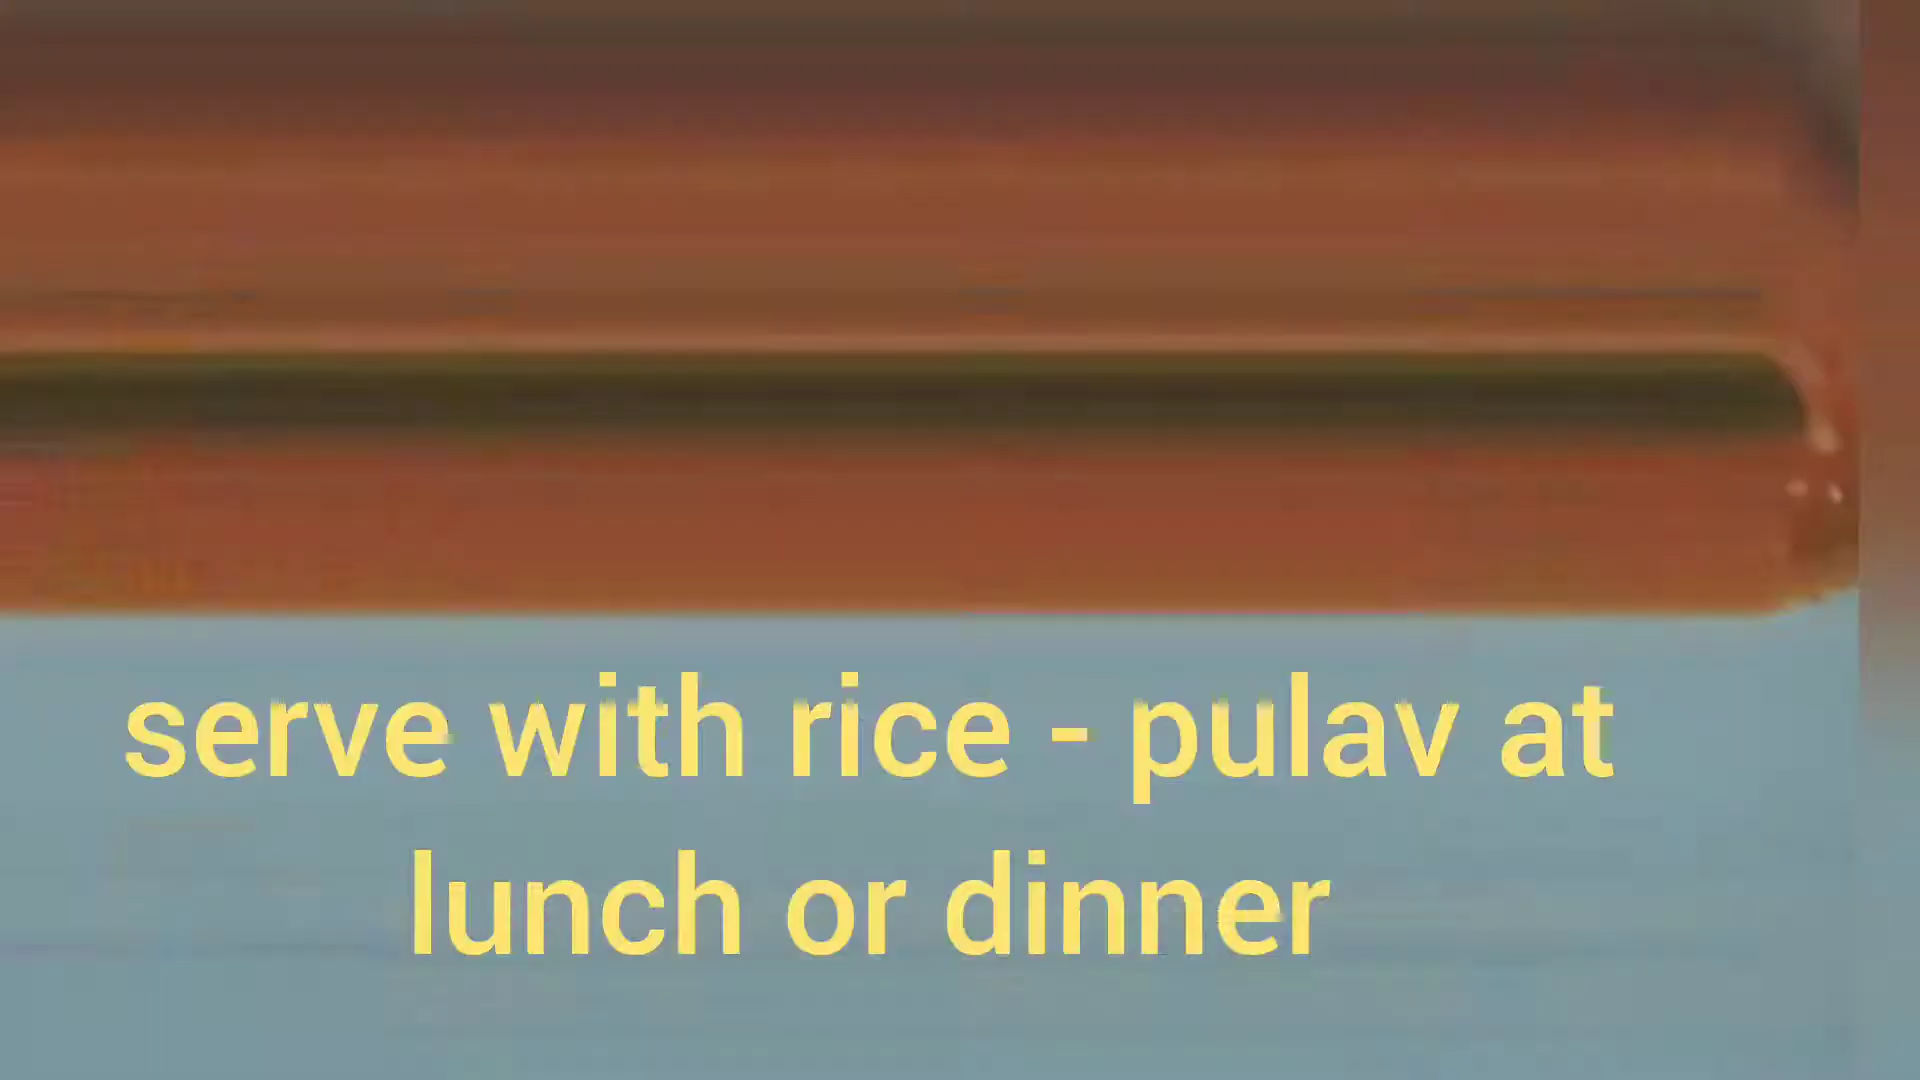 serve with rice - pulav at
lunch or dinner